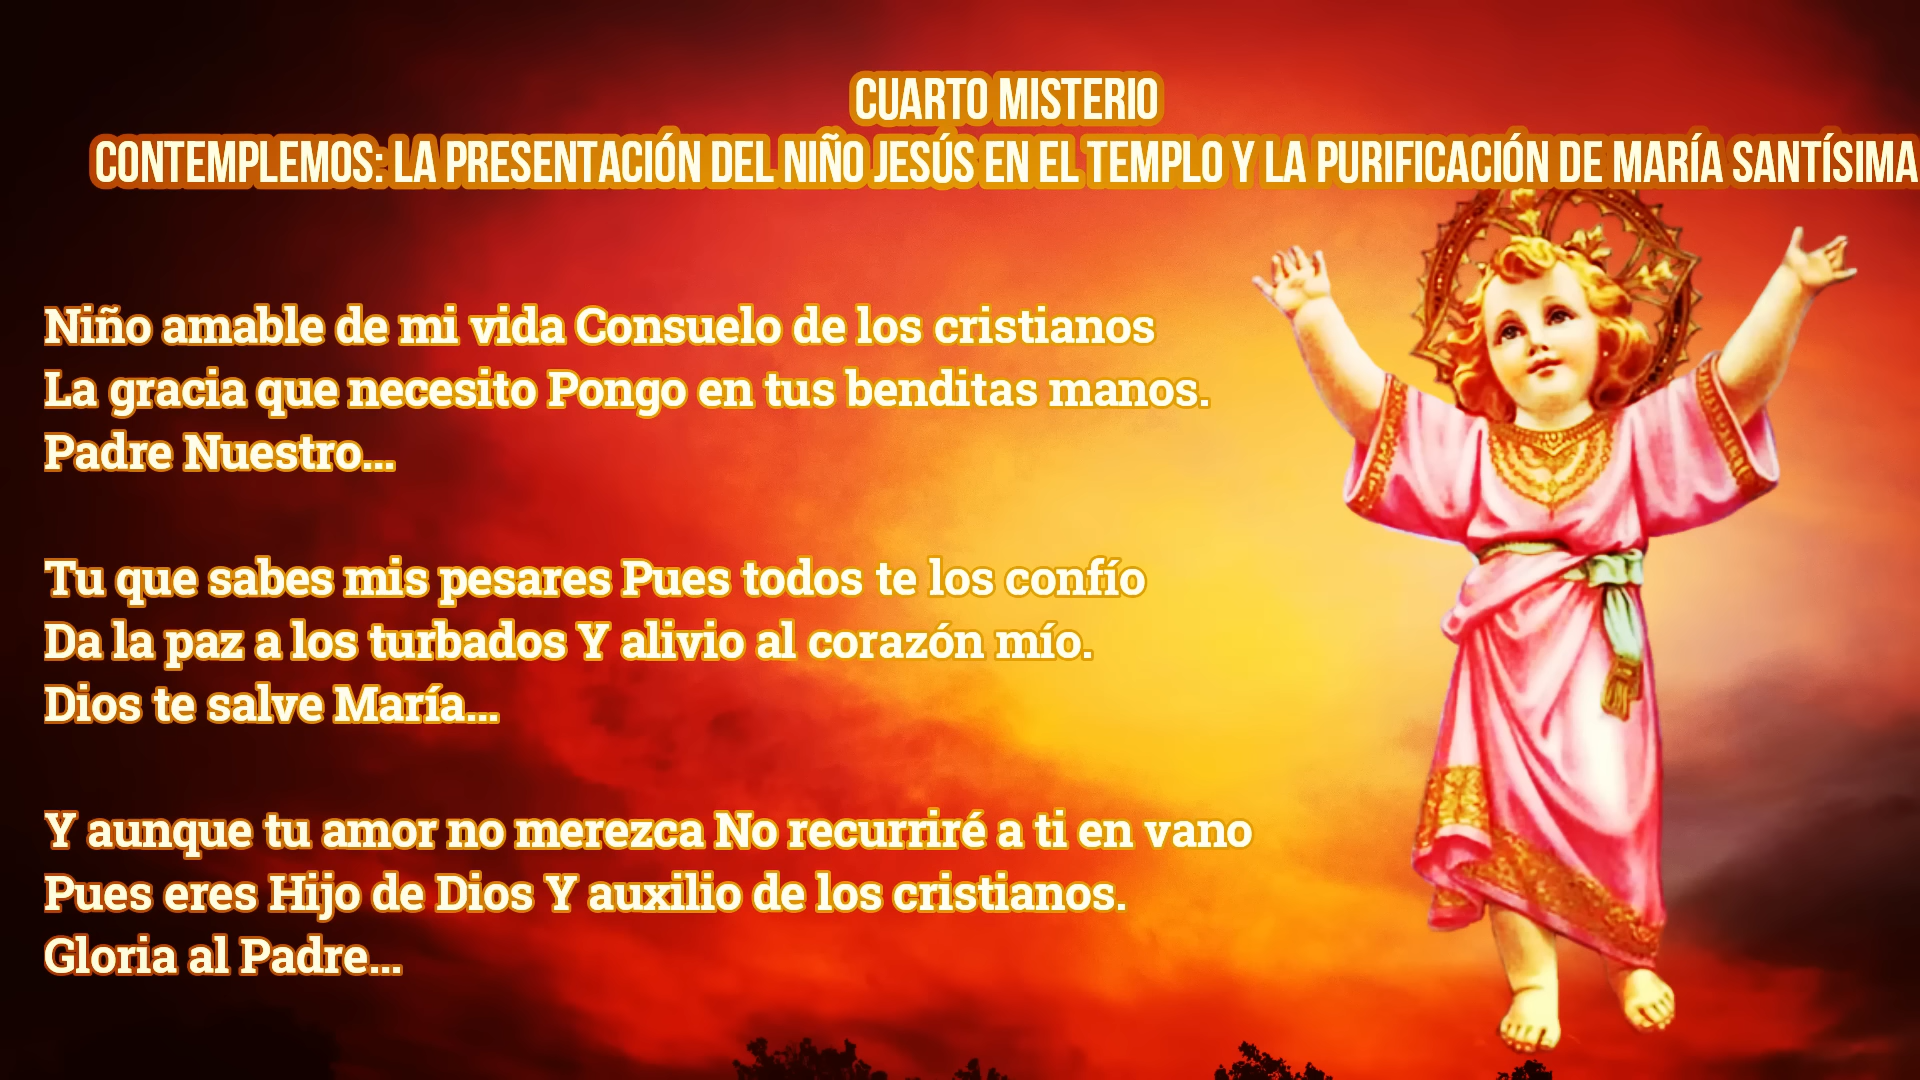 CUARTO MISTERIO
CONTEMPLEMOS: LA PRESENTACIÓN DEL NIÑO JESÚS EN EL TEMPLO Y LA PURIFICACIÓN DE MARÍA SANTÍSIMA
Niño amable de mi vida Consuelo de los cristianos
La gracia que necesito Pongo en tus benditas manos.
Padre Nuestro...
Tu que sabes mis pesares Pues todos te los confío
Da la paz a los turbados Y alivio al corazón mío.
Dios te salve María...
Y aunque tu amor no merezca No recurriré a ti en vano
Pues eres Hijo de Dios Y auxilio de los cristianos.
Gloria al Padre...